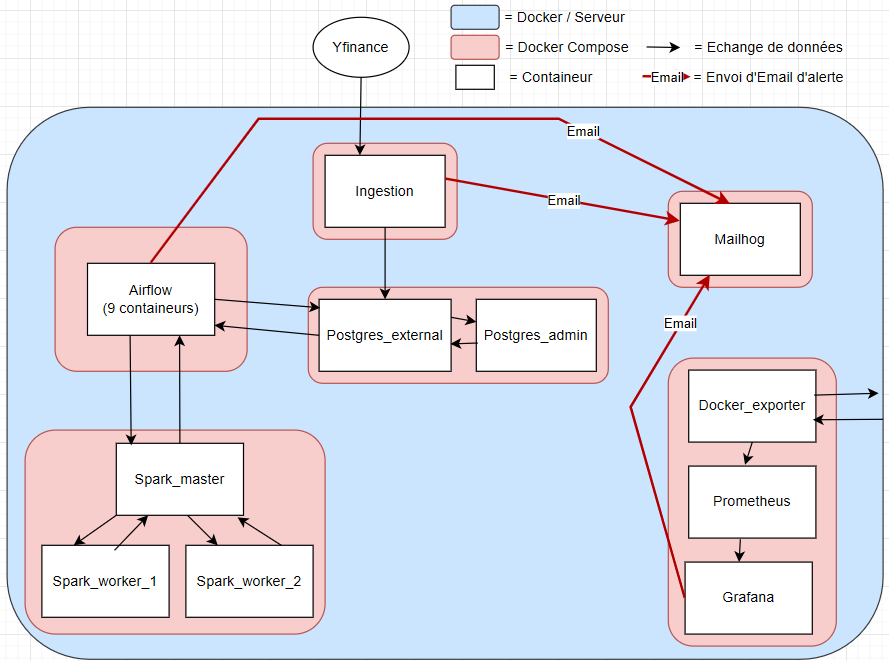 = Docker / Serveur
Yfinance
= Docker Compose
= Echange de données
= Containeur
Email
= Envoi d'Email d'alerte
Email
Ingestion
Email
Mailhog
Airflow
(9 containeurs)
Postgres_external
Postgres_admin
Email
Docker_exporter
Spark_master
Prometheus
Spark_worker_1
Spark_worker_2
Grafana